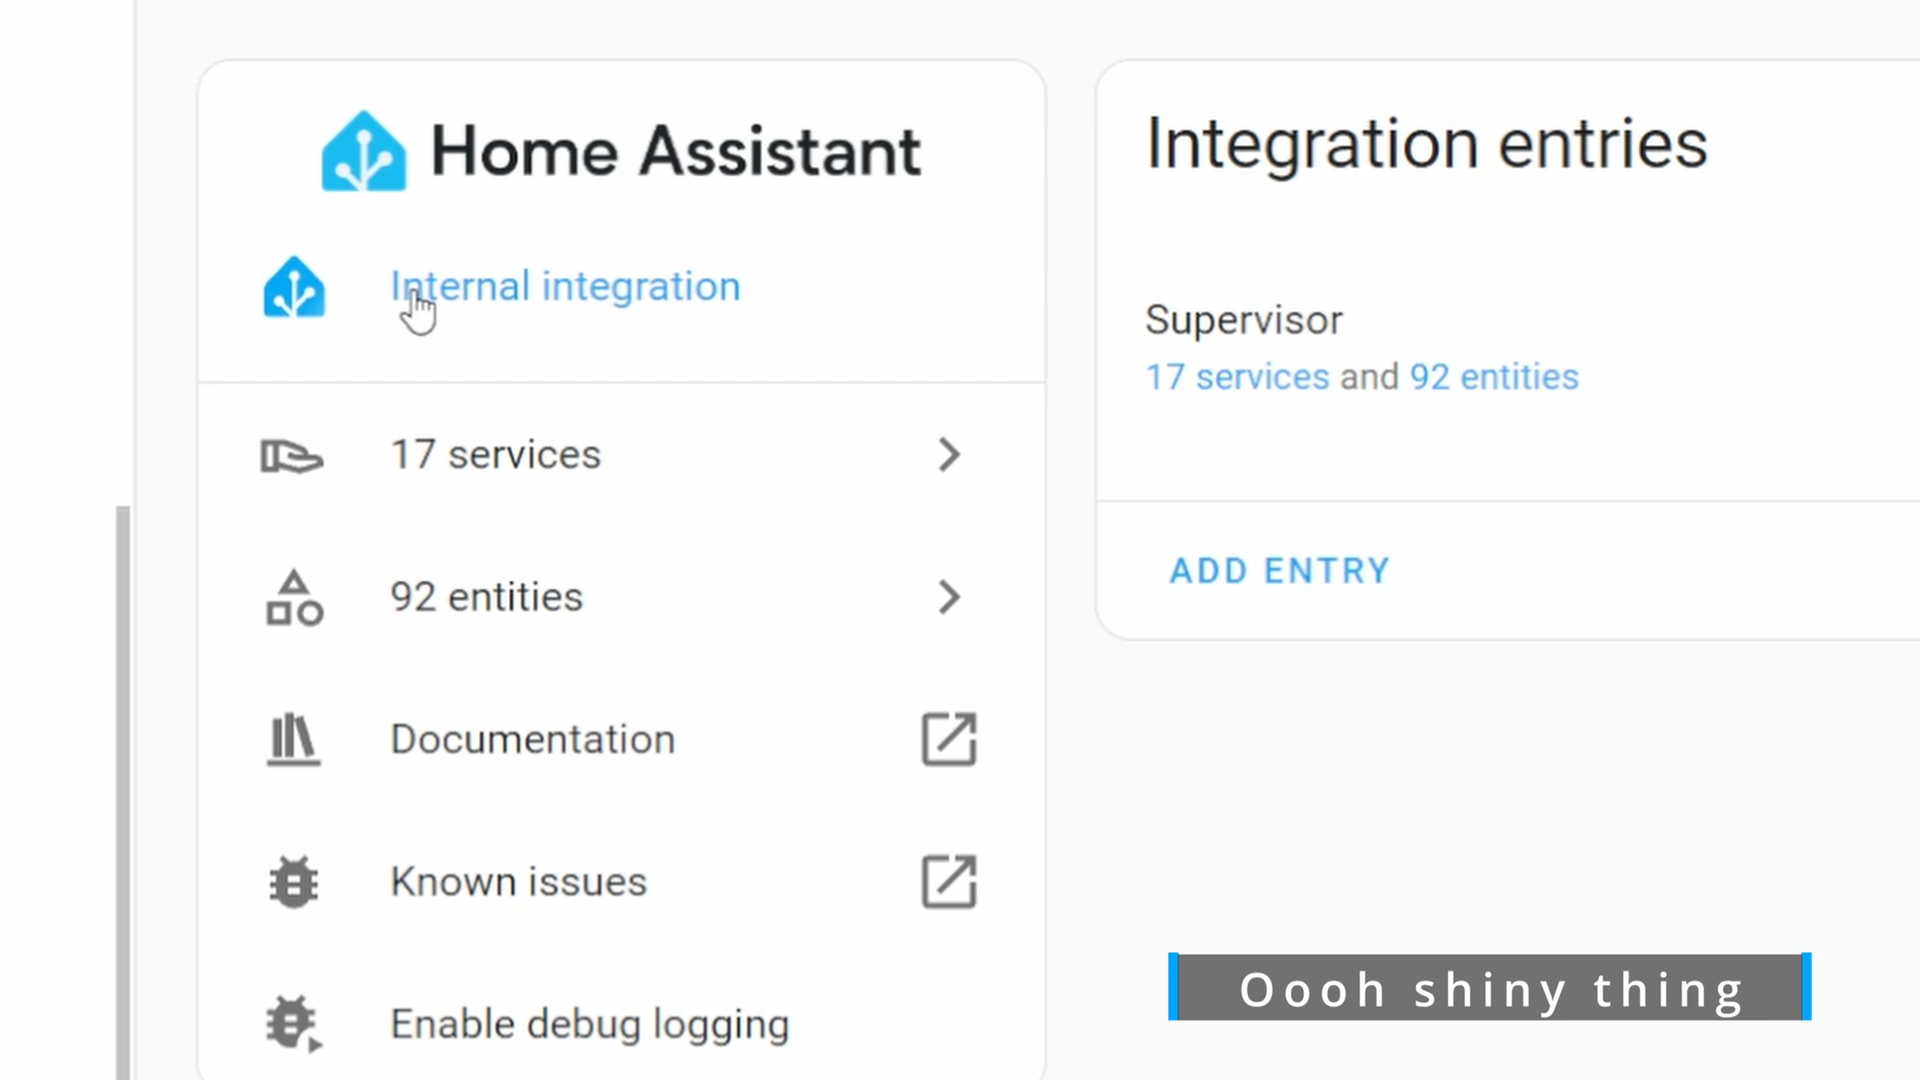 Home Assistant
Internal integration
17 services
92 entities
Documentation
Known issues
Enable debug logging
Integration entries
Supervisor
17 services and 92 entities
ADD ENTRY
Oooh shiny thing